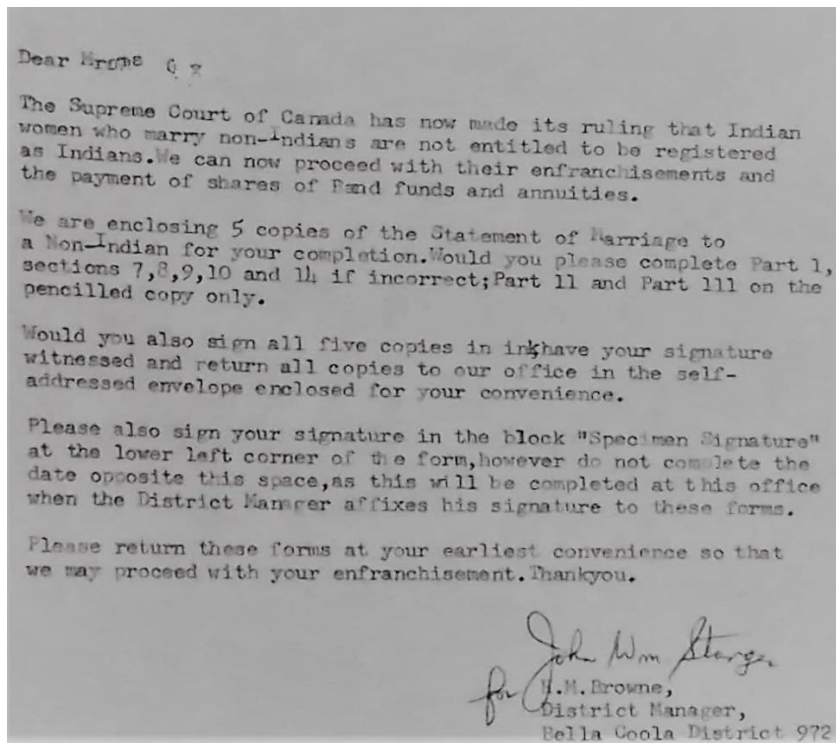 Dear
The Supreme Court of Canada has now made its ruling that Indian
women who marry non-Indians are not entitled to be registered
as Indians.We can now proceed with their enfranchisements and
the payment of shares of Band funds and annuities.
We are enclosing 5 copies of the Statement of Marriage to
a Non-Indian for your completion.Would you please complete Part 1,
sections 7,8,9,10 and 14 if incorrect;Part 11 and Part 111 on the
pencilled copy only.
Would you also sign all five copies in ink,have your signature
witnessed and return all copies to our office in the self-
addressed envelope enclosed for your convenience.
Please also sign your signature in the block "Specimen Signature"
at the lower left corner of the form,however do not complete the
date opposite this space,as this will be completed at this office
when the District Manager affixes his signature to these forms.
Please return these forms at your earliest convenience so that
we may proceed with your enfranchisement.Thankyou.
John Wm
for
Browne,
District Manager,
Bella Coola District 972